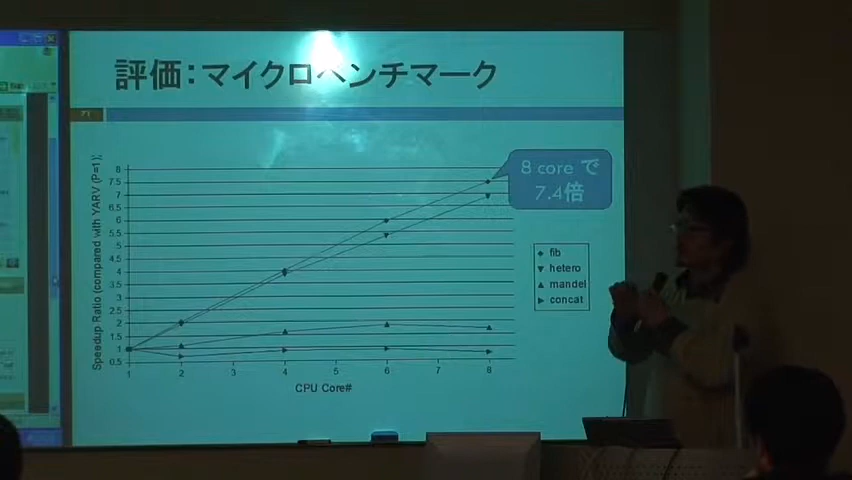 評価：マイクロベンチマーク
71
8 core で
7.4倍
Speedup Ratio (compared with YARV (P=1))
8
7.5
7
6.5
6
5.5
5
4.5
4
3.5
3
2.5
2
1.5
1
0.5
1 2 3 4 5 6 7 8
CPU Core#
fib
hetero
mandel
concat